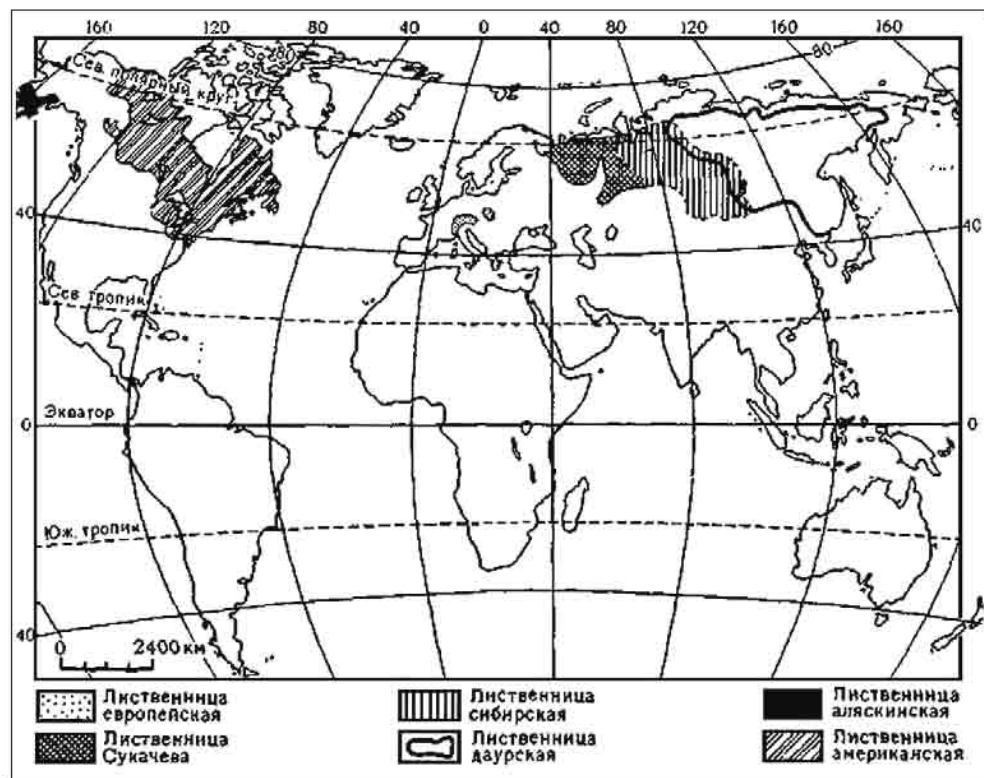 160 120 80 40 0 40 80 120 160 160
80
80
Сев. полярный круг
40
40
Сев тропик
Экватор
0
0
Юж. тропик
40
40
0 2400 км
Лиственница
европейская
Лиственница
Сукачева
Лиственница
сибирская
Лиственница
даурская
Лиственница
аляскинская
Лиственница
американская